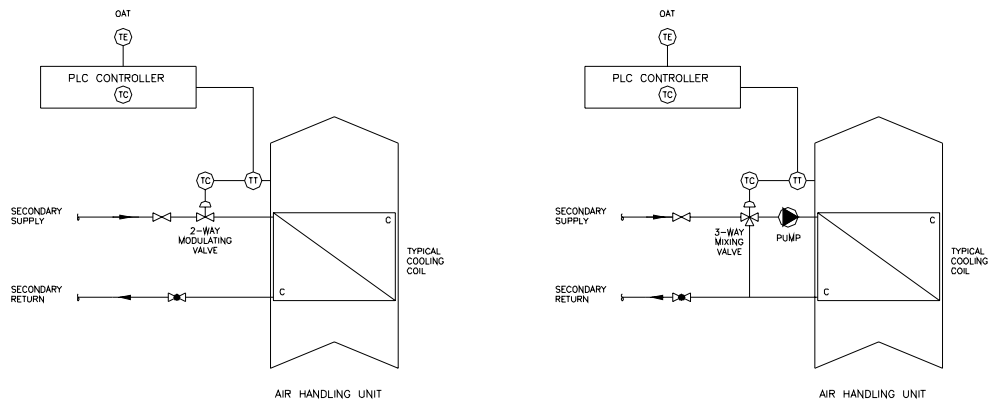 OAT
TE
PLC CONTROLLER
TC
TC
TT
SECONDARY
SUPPLY
2-WAY
MODULATING
VALVE
C
TYPICAL
COOLING
COIL
SECONDARY
RETURN
C
AIR HANDLING UNIT
OAT
TE
PLC CONTROLLER
TC
TC
TT
SECONDARY
SUPPLY
3-WAY
MIXING
VALVE
PUMP
C
TYPICAL
COOLING
COIL
SECONDARY
RETURN
C
AIR HANDLING UNIT